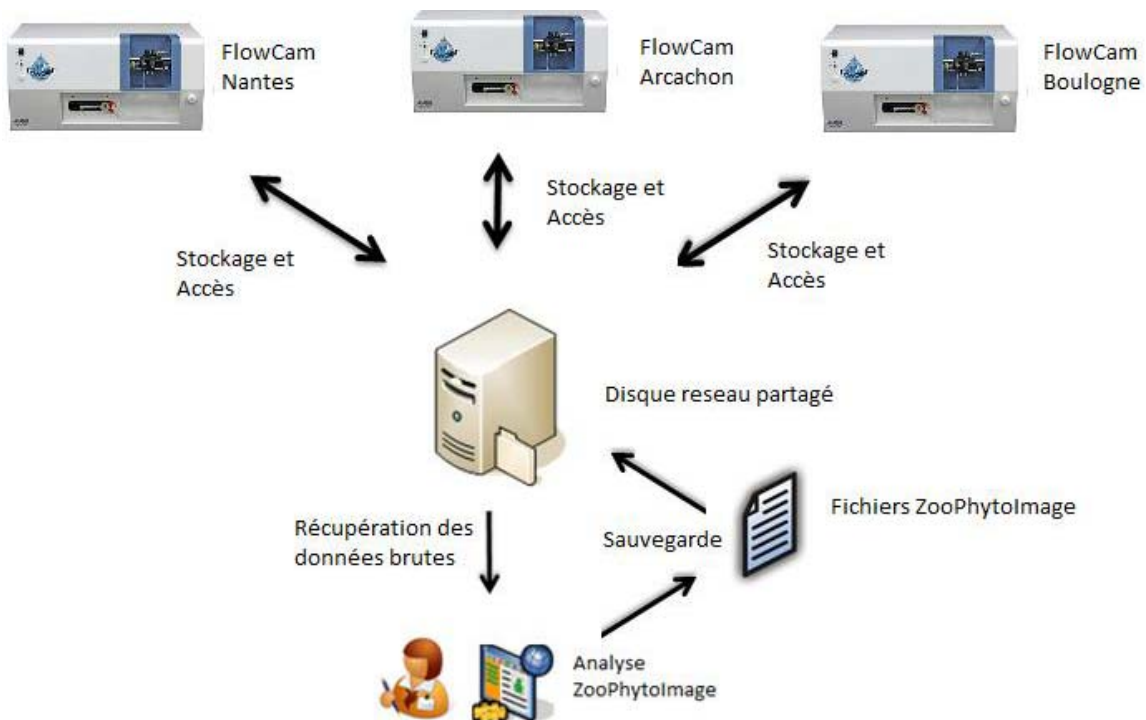 FlowCam
Nantes
FlowCam
Arcachon
FlowCam
Boulogne
Stockage et
Accès
Stockage et
Accès
Stockage et
Accès
Disque reseau partagé
Fichiers ZooPhytoImage
Récupération des
données brutes
Sauvegarde
Analyse
ZooPhytoImage